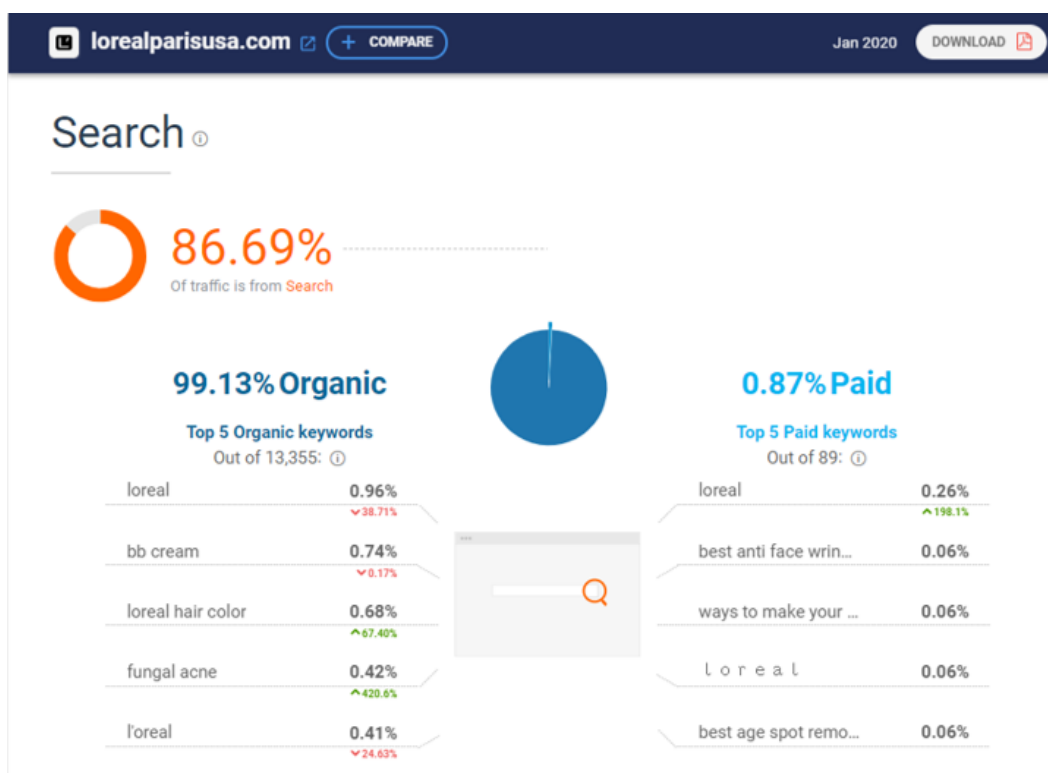 lorealparisusa.com + COMPARE Jan 2020 DOWNLOAD
Search
86.69%
Of traffic is from Search
99.13% Organic
Top 5 Organic keywords
Out of 13,355:
loreal 0.96%
38.71%
bb cream 0.74%
0.17%
loreal hair color 0.68%
67.40%
fungal acne 0.42%
420.6%
l'oreal 0.41%
24.63%
0.87% Paid
Top 5 Paid keywords
Out of 89:
loreal 0.26%
198.1%
best anti face wrin... 0.06%
ways to make your ... 0.06%
ｌｏｒｅａｌ 0.06%
best age spot remo... 0.06%